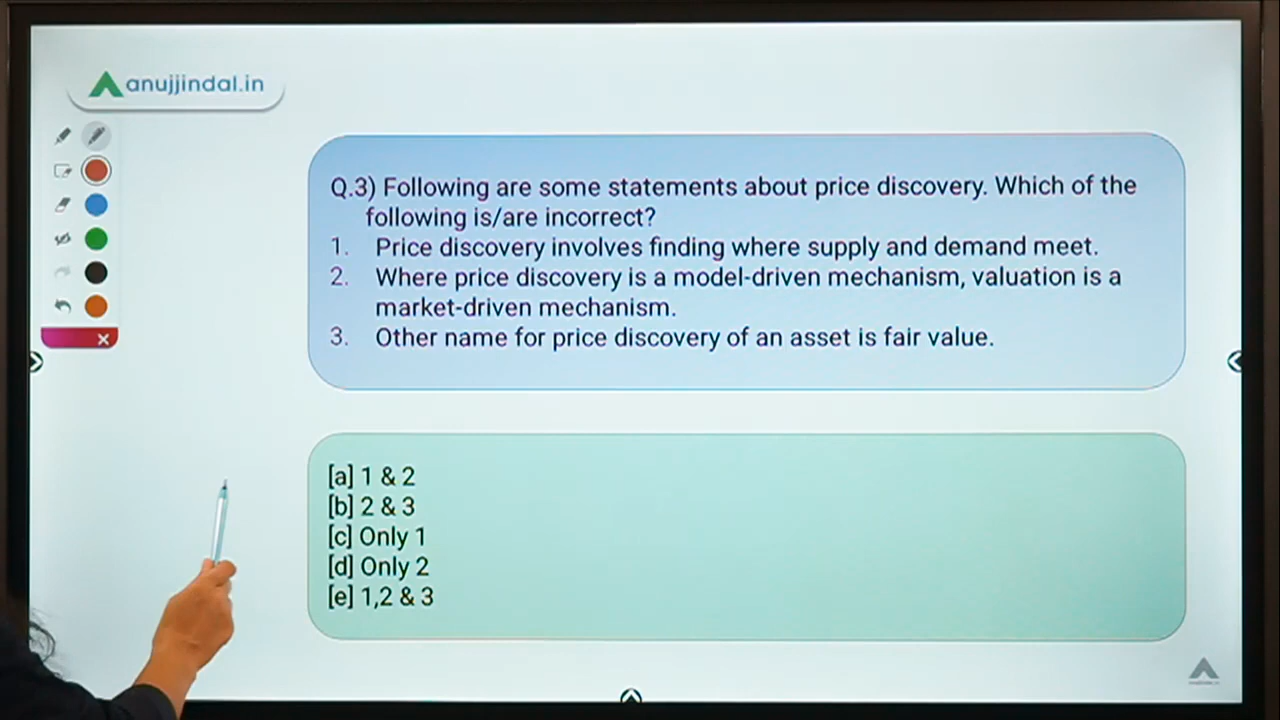 anujjindal.in
Q.3) Following are some statements about price discovery. Which of the
following is/are incorrect?
1. Price discovery involves finding where supply and demand meet.
2. Where price discovery is a model-driven mechanism, valuation is a
market-driven mechanism.
3. Other name for price discovery of an asset is fair value.
[a] 1 & 2
[b] 2 & 3
[c] Only 1
[d] Only 2
[e] 1,2 & 3